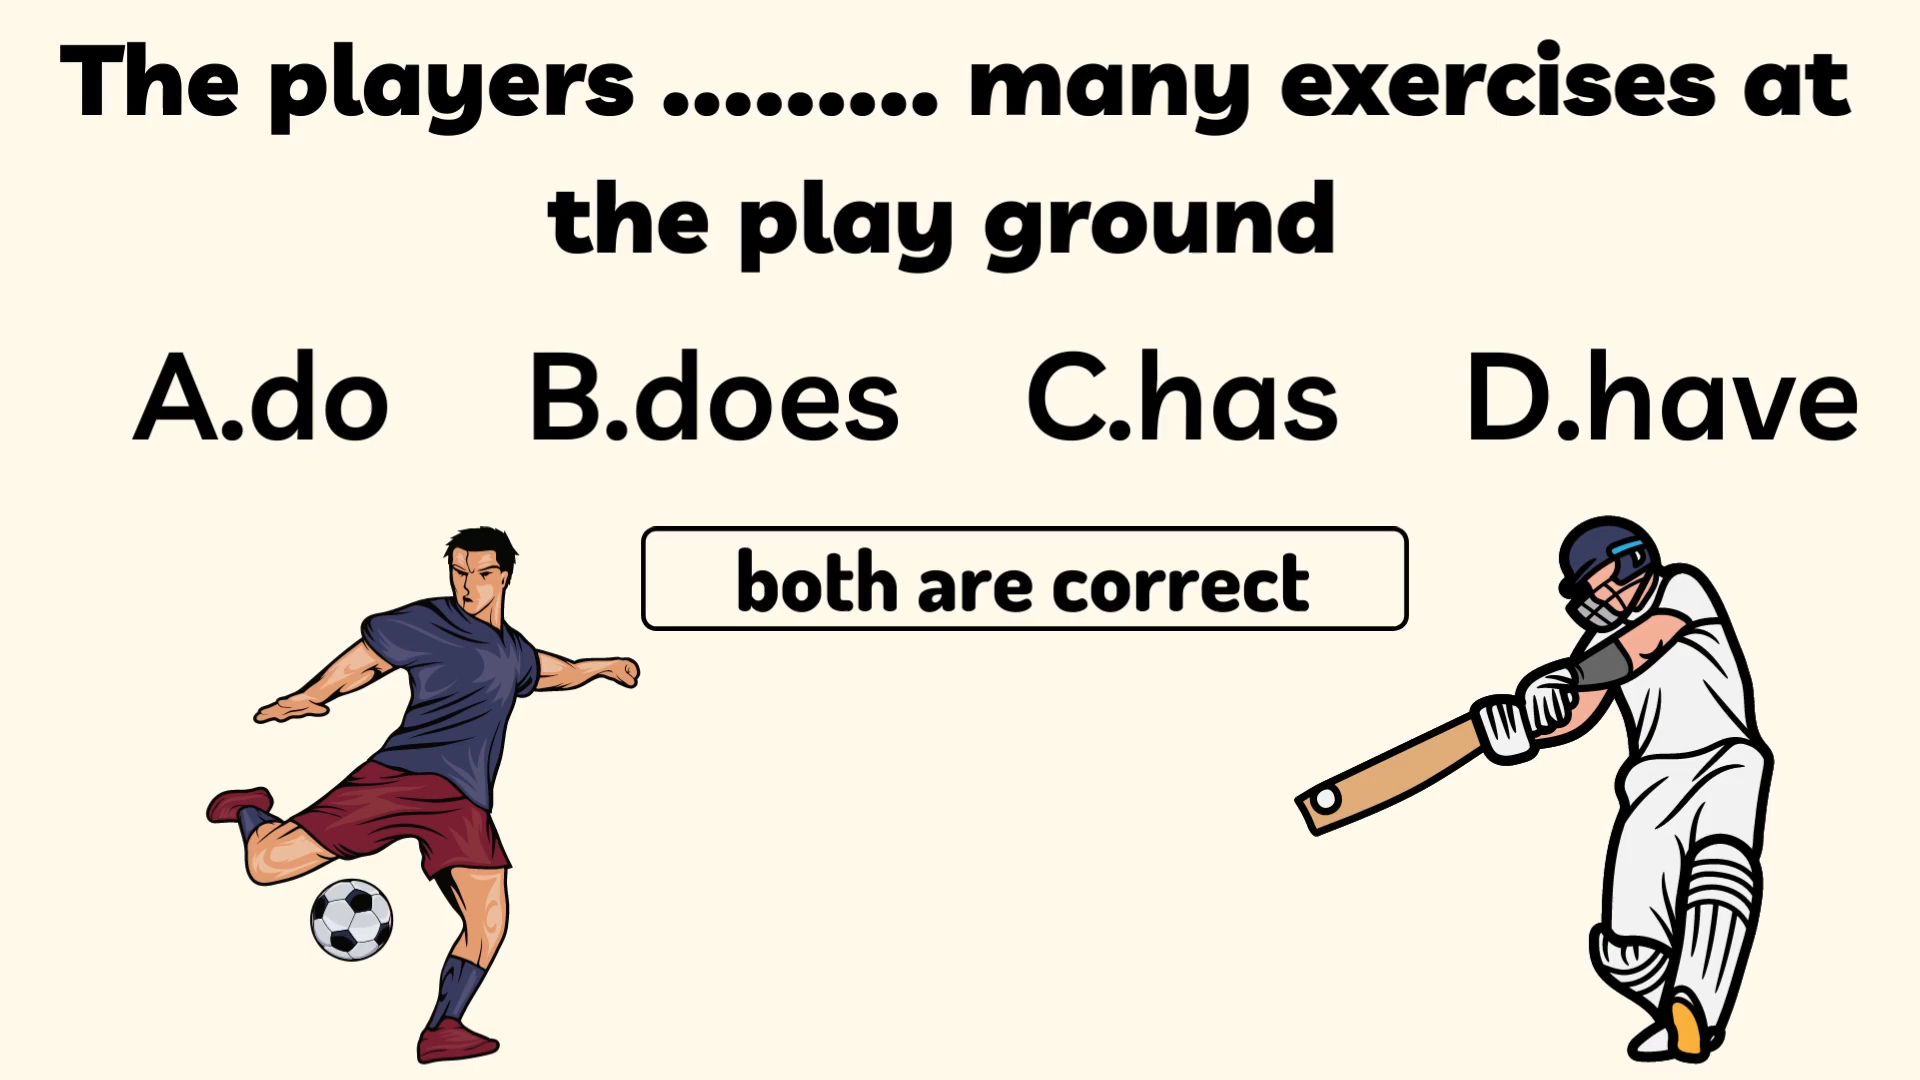 The players ......... many exercises at
the play ground
A.do B.does C.has D.have
both are correct